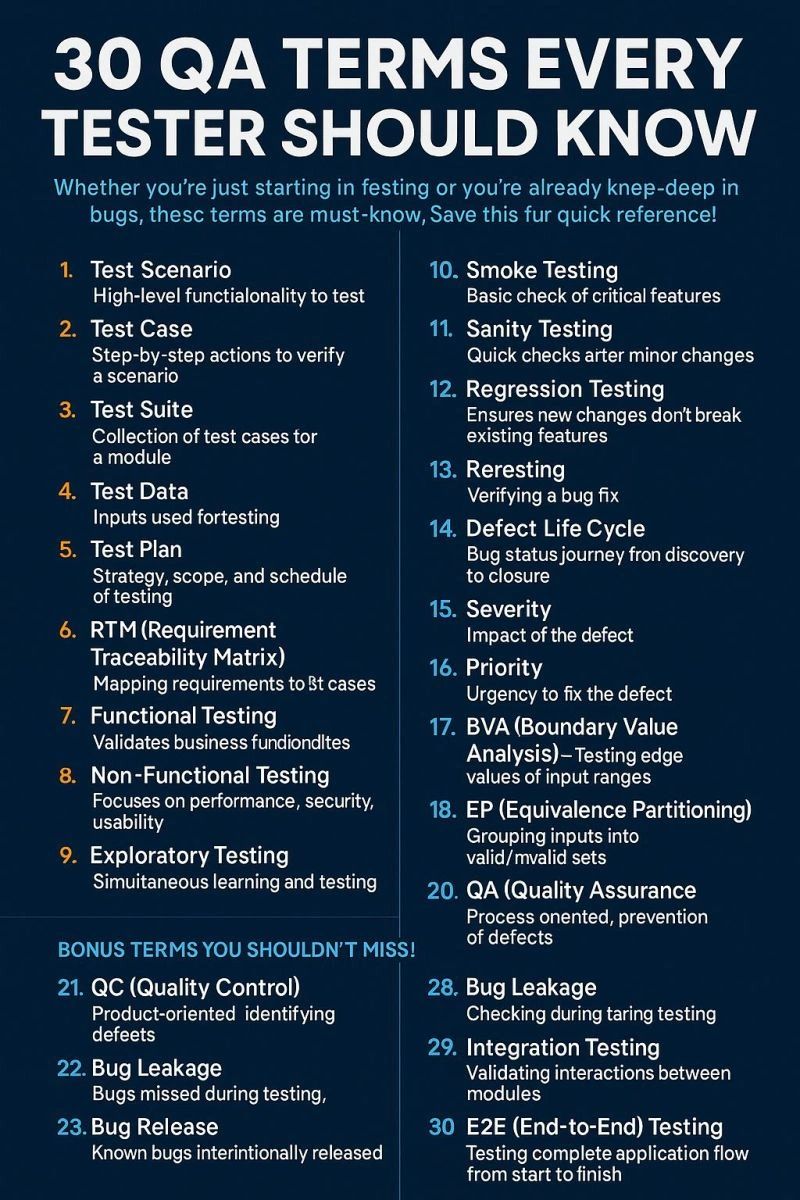 30 QA TERMS EVERY
TESTER SHOULD KNOW
Whether you're just starting in festing or you're already knep-deep in
bugs, thesc terms are must-know, Save this fur quick reference!
1. Test Scenario
High-level functialonality to test
2. Test Case
Step-by-step actions to verify
a scenario
3. Test Suite
Collection of test cases tor
a module
4. Test Data
Inputs used fortesting
5. Test Plan
Strategy, scope, and schedule
of testing
6. RTM (Requirement
Traceability Matrix)
Mapping requirements to ßt cases
7. Functional Testing
Validates business fundiondltes
8. Non-Functional Testing
Focuses on performance, security,
usability
9. Exploratory Testing
Simuitaneous learning and testing
10. Smoke Testing
Basic check of critical features
11. Sanity Testing
Quick checks arter minor changes
12. Regression Testing
Ensures new changes don't break
existing features
13. Reresting
Verifying a bug fix
14. Defect Life Cycle
Bug status journey fron discovery
to closure
15. Severity
Impact of the defect
16. Priority
Urgency to fix the defect
17. BVA (Boundary Value
Analysis)–Testing edge
values of input ranges
18. EP (Equivalence Partitioning)
Grouping inputs into
valid/mvalid sets
20. QA (Quality Assurance
Process onented, prevention
of defects
BONUS TERMS YOU SHOULDN'T MISS!
21. QC (Quality Control)
Product-oriented identifying
defeets
22. Bug Leakage
Bugs missed during testing,
23. Bug Release
Known bugs interintionally released
28. Bug Leakage
Checking during taring testing
29. Integration Testing
Validating interactions between
modules
30 E2E (End-to-End) Testing
Testing complete application flow
from start to finish